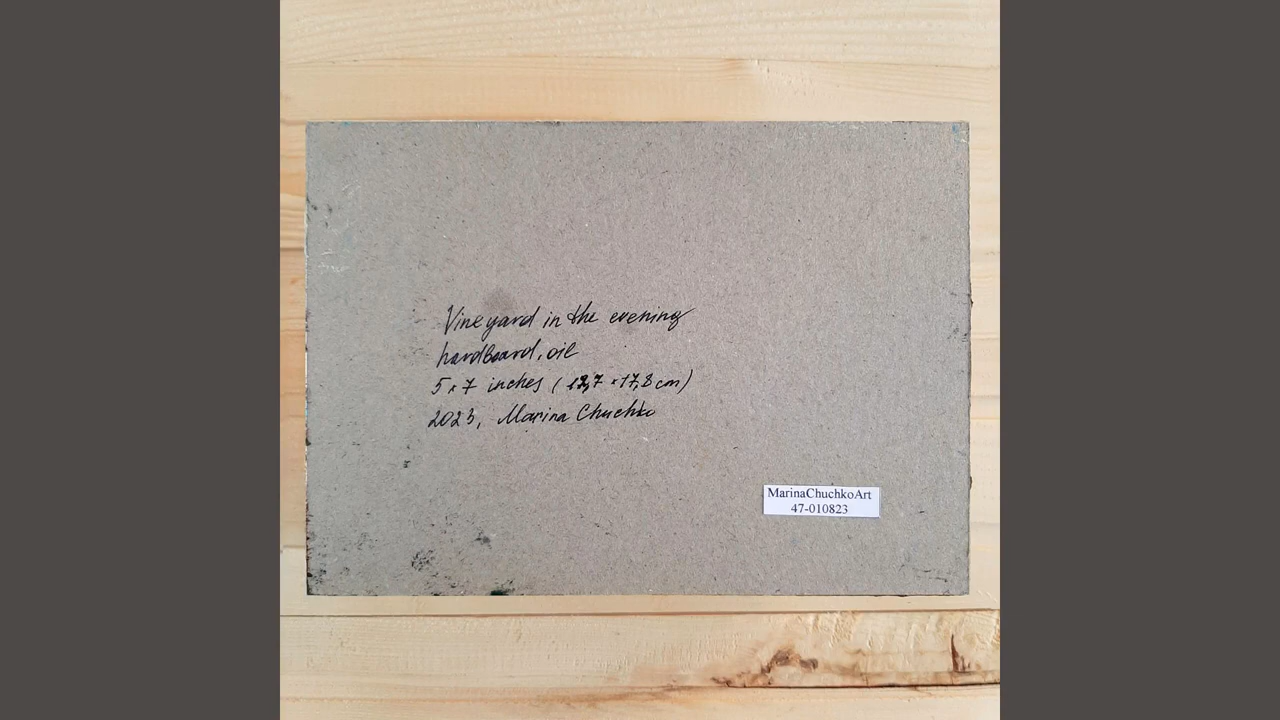 Vineyard in the evening
hardboard, oil
5 x 7 inches (12,7 x 17,8 cm)
2023, Marina Chuchko
MarinaChuchkoArt
47-010823